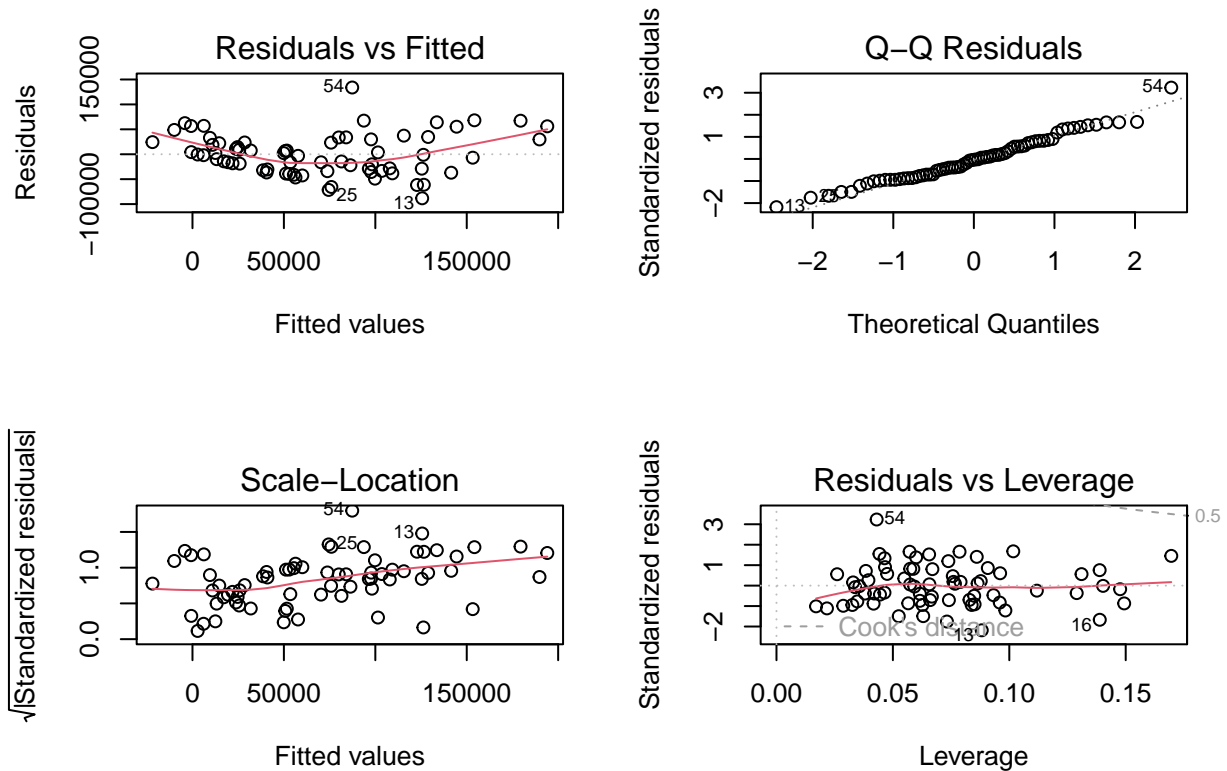 Residuals vs Fitted
Residuals
150000
−100000
54
25
13
0
50000
150000
Fitted values
Q−Q Residuals
Standardized residuals
3
1
−2
54
13
25
−2
−1
0
1
2
Theoretical Quantiles
Scale−Location
√|Standardized residuals|
1.0
0.0
54
13
25
0
50000
150000
Fitted values
Residuals vs Leverage
Standardized residuals
3
1
−2
54
0.5
Cook's distance
13
16
0.00
0.05
0.10
0.15
Leverage